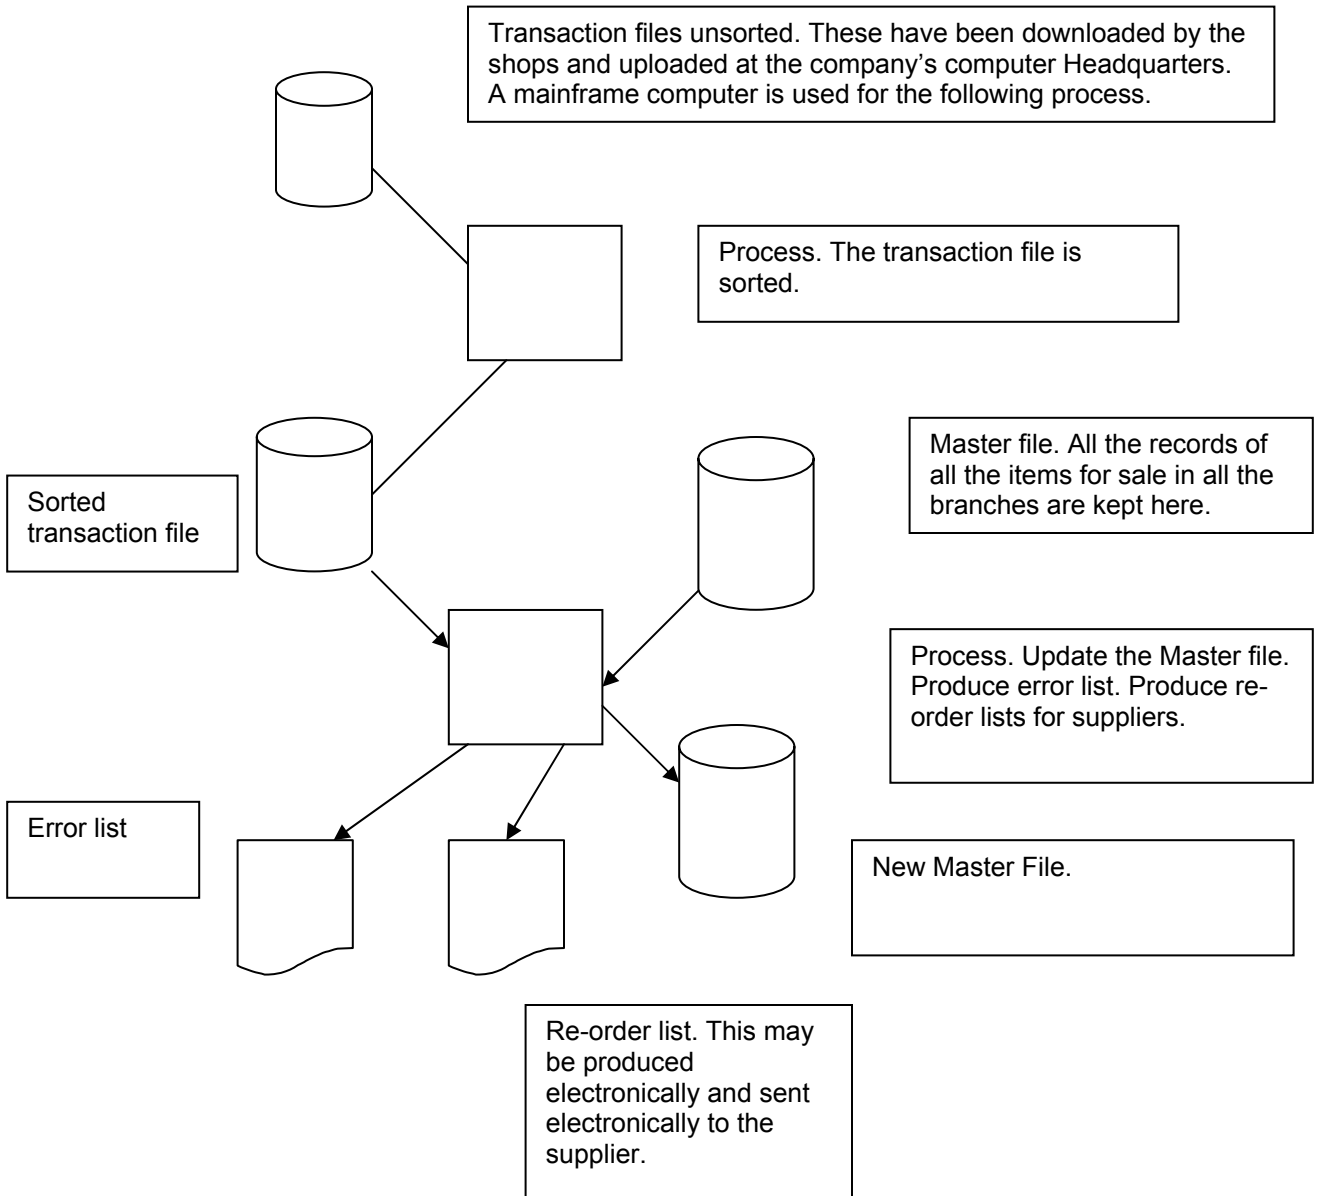 Transaction files unsorted. These have been downloaded by the
shops and uploaded at the company’s computer Headquarters.
A mainframe computer is used for the following process.
Process. The transaction file is
sorted.
Master file. All the records of
all the items for sale in all the
branches are kept here.
Sorted
transaction file
Process. Update the Master file.
Produce error list. Produce re-
order lists for suppliers.
Error list
New Master File.
Re-order list. This may
be produced
electronically and sent
electronically to the
supplier.